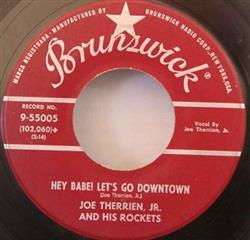 MARCA REGISTRADA · MANUFACTURED BY BRUNSWICK RADIO CORP., NEW YORK, U.S.A.
Brunswick
RECORD NO.
9-55005
(102,060)+
(2:14)
Vocal By
Joe Therrien, Jr.
HEY BABE! LET'S GO DOWNTOWN
(Joe Therrien, Jr.)
JOE THERRIEN, JR.
AND HIS ROCKETS